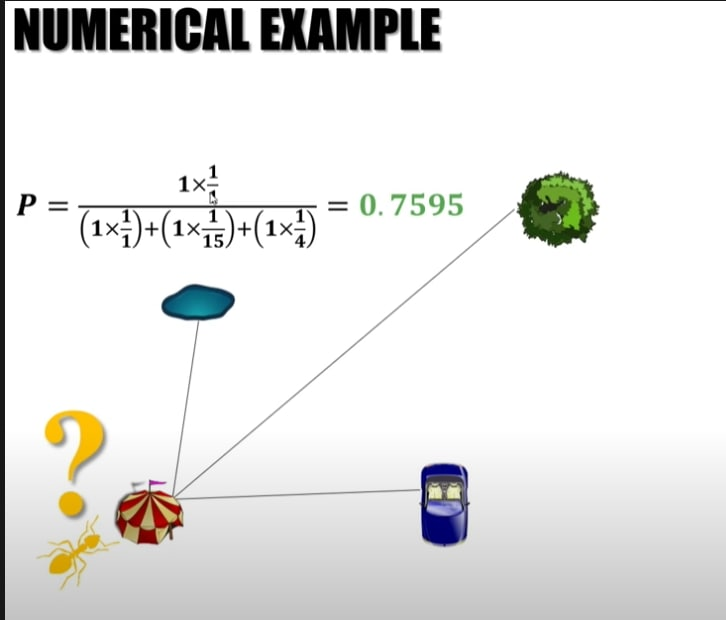 NUMERICAL EXAMPLE
P = (1×1/1) / ((1×1/1)+(1×1/15)+(1×1/4)) = 0.7595
?